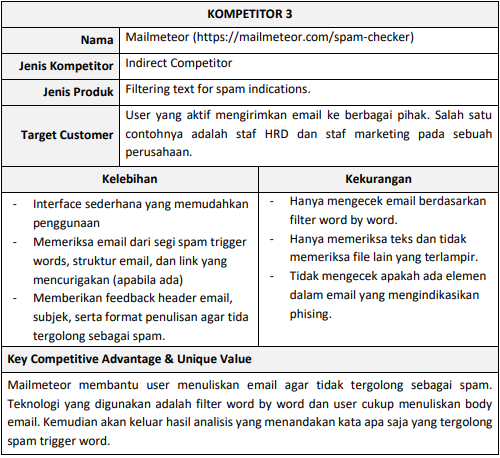 KOMPETITOR 3
Nama Mailmeteor (https://mailmeteor.com/spam-checker)
Jenis Kompetitor Indirect Competitor
Jenis Produk Filtering text for spam indications.
Target Customer User yang aktif mengirimkan email ke berbagai pihak. Salah satu
contohnya adalah staf HRD dan staf marketing pada sebuah
perusahaan.
Kelebihan
- Interface sederhana yang memudahkan
penggunaan
- Memeriksa email dari segi spam trigger
words, struktur email, dan link yang
mencurigakan (apabila ada)
- Memberikan feedback header email,
subjek, serta format penulisan agar tida
tergolong sebagai spam.
Kekurangan
- Hanya mengecek email berdasarkan
filter word by word.
- Hanya memeriksa teks dan tidak
memeriksa file lain yang terlampir.
- Tidak mengecek apakah ada elemen
dalam email yang mengindikasikan
phising.
Key Competitive Advantage & Unique Value
Mailmeteor membantu user menuliskan email agar tidak tergolong sebagai spam.
Teknologi yang digunakan adalah filter word by word dan user cukup menuliskan body
email. Kemudian akan keluar hasil analisis yang menandakan kata apa saja yang tergolong
spam trigger word.